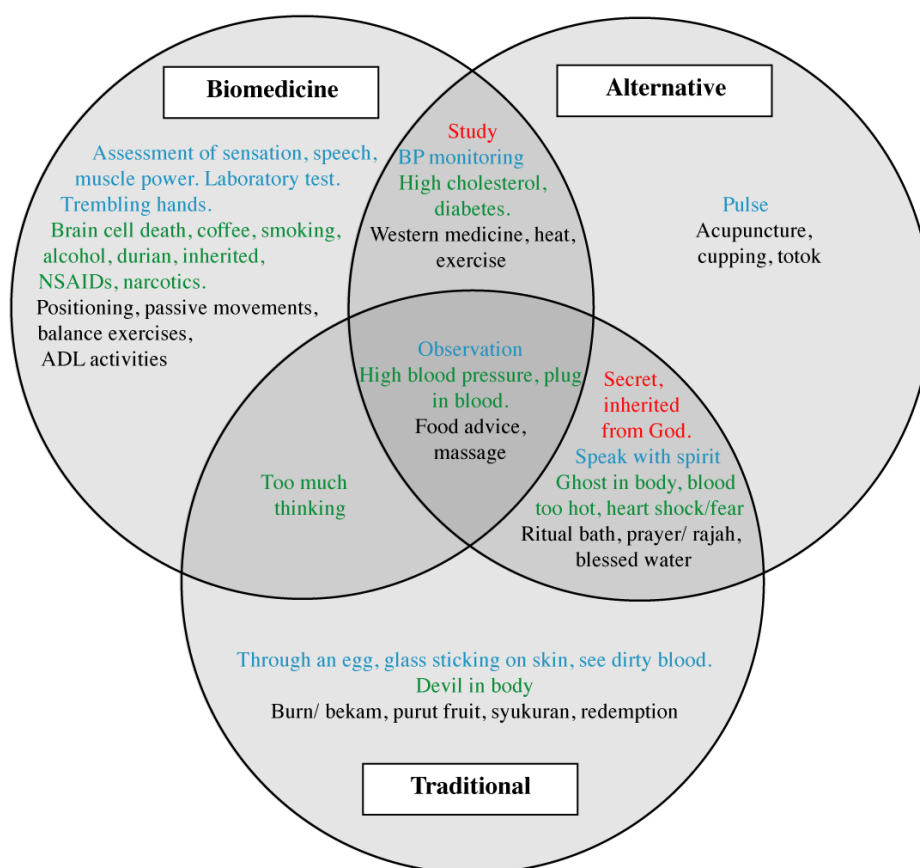 Biomedicine
Alternative
Assessment of sensation, speech,
muscle power. Laboratory test.
Trembling hands.
Brain cell death, coffee, smoking,
alcohol, durian, inherited,
NSAIDs, narcotics.
Positioning, passive movements,
balance exercises,
ADL activities
Study
BP monitoring
High cholesterol,
diabetes.
Western medicine, heat,
exercise
Pulse
Acupuncture,
cupping, totok
Observation
High blood pressure, plug
in blood.
Food advice,
massage
Secret,
inherited
from God.
Speak with spirit
Ghost in body, blood
too hot, heart shock/fear
Ritual bath, prayer/ rajah,
blessed water
Too much
thinking
Through an egg, glass sticking on skin, see dirty blood.
Devil in body
Burn/ bekam, purut fruit, syukuran, redemption
Traditional